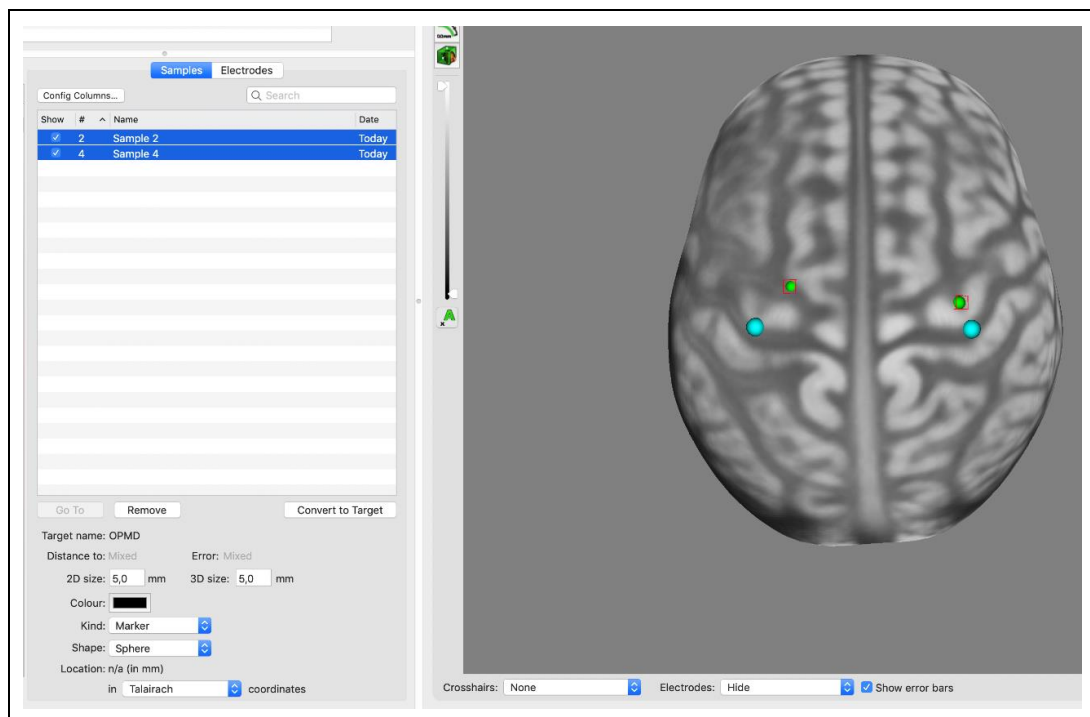 Samples Electrodes
Config Columns... Search
Show # Name Date
2 Sample 2 Today
4 Sample 4 Today
Go To Remove Convert to Target
Target name: OPMD
Distance to: Mixed Error: Mixed
2D size: 5,0 mm 3D size: 5,0 mm
Colour:
Kind: Marker
Shape: Sphere
Location: n/a (in mm)
in Talairach coordinates
Crosshairs: None Electrodes: Hide Show error bars